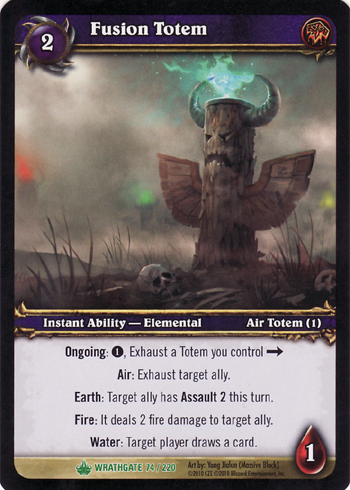 2
Fusion Totem
Instant Ability — Elemental
Air Totem (1)
Ongoing: 1, Exhaust a Totem you control →
Air: Exhaust target ally.
Earth: Target ally has Assault 2 this turn.
Fire: It deals 2 fire damage to target ally.
Water: Target player draws a card.
1
WRATHGATE 74 / 220
Art by: Yang Jialun (Massive Black)
©2010 CZE ©2010 Blizzard Entertainment, Inc.